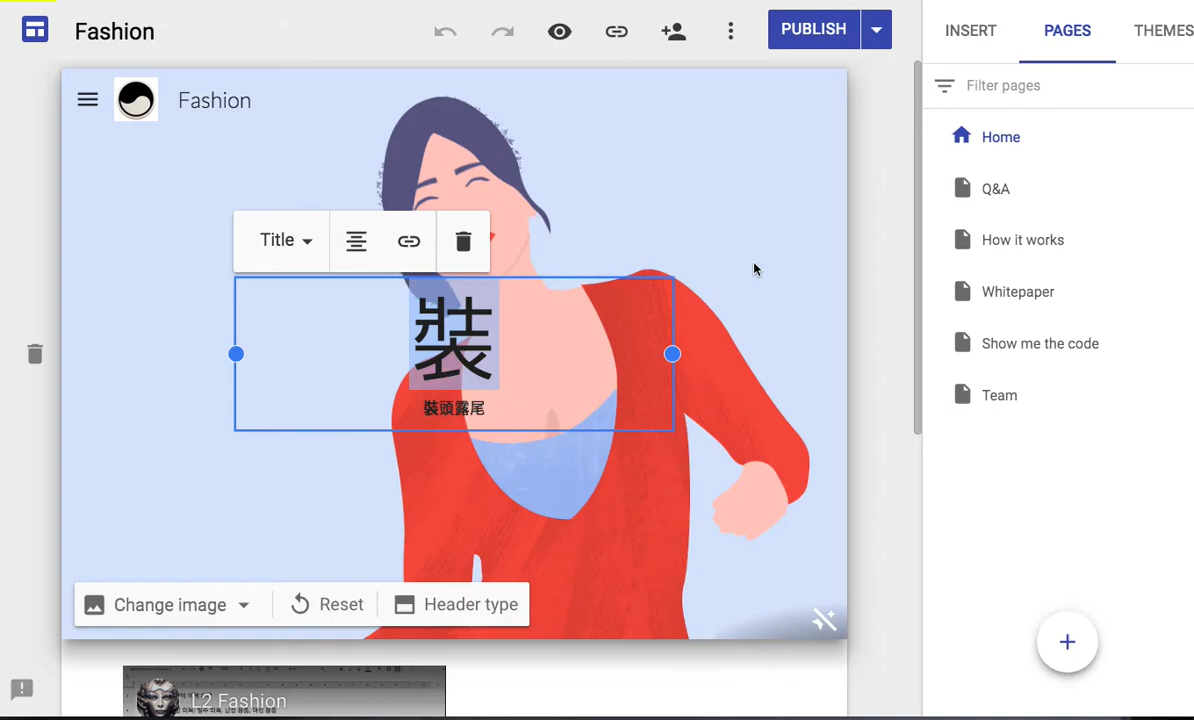 Fashion
PUBLISH
INSERT
PAGES
THEMES
Filter pages
Fashion
Home
Q&A
How it works
Whitepaper
Show me the code
Team
Title
裝
裝頭露尾
Change image
Reset
Header type
L2 Fashion